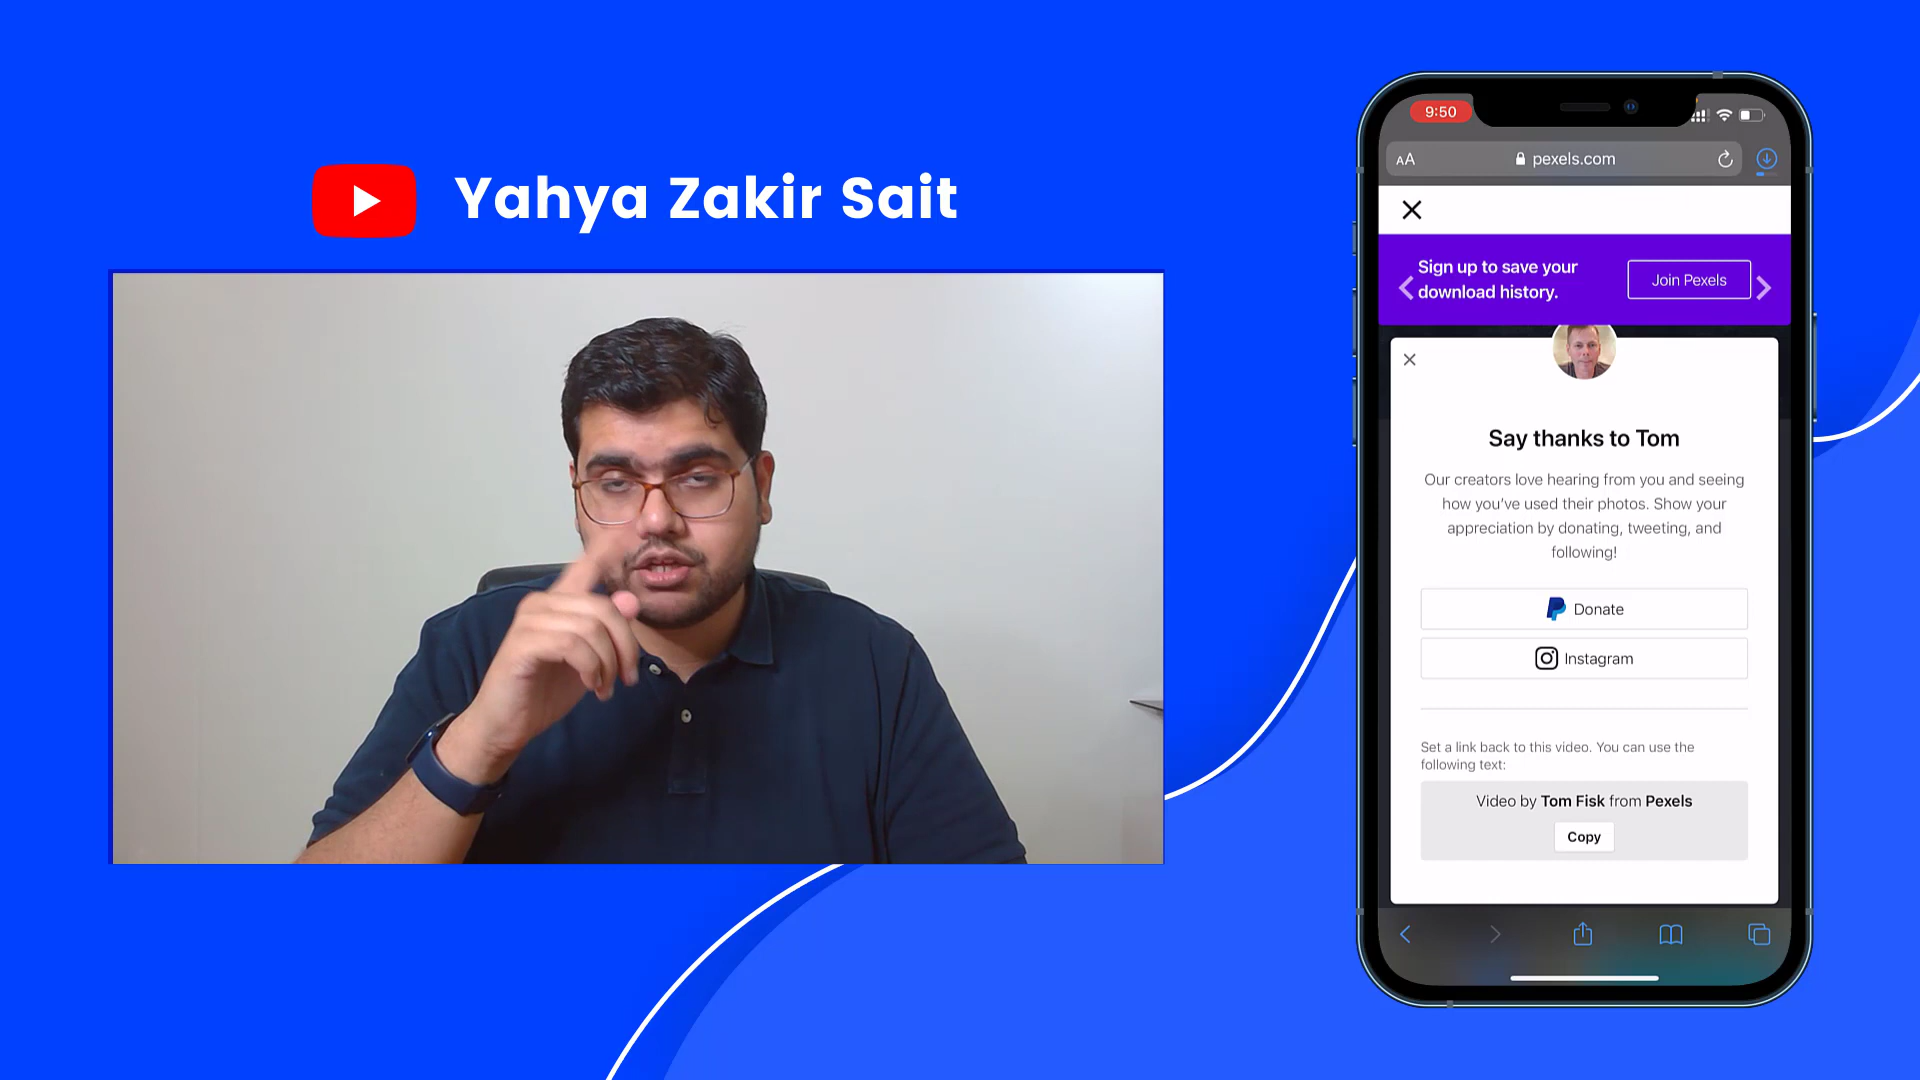 Yahya Zakir Sait
9:50
AA
pexels.com
Sign up to save your
download history.
Join Pexels
Say thanks to Tom
Our creators love hearing from you and seeing
how you've used their photos. Show your
appreciation by donating, tweeting, and
following!
Donate
Instagram
Set a link back to this video. You can use the
following text:
Video by Tom Fisk from Pexels
Copy